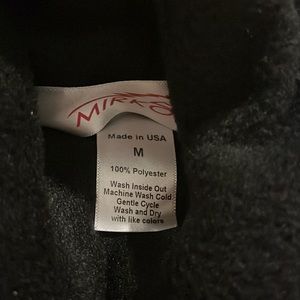 Made in USA
M
100% Polyester
Wash Inside Out
Machine Wash Cold
Gentle Cycle
Wash and Dry
with like colors